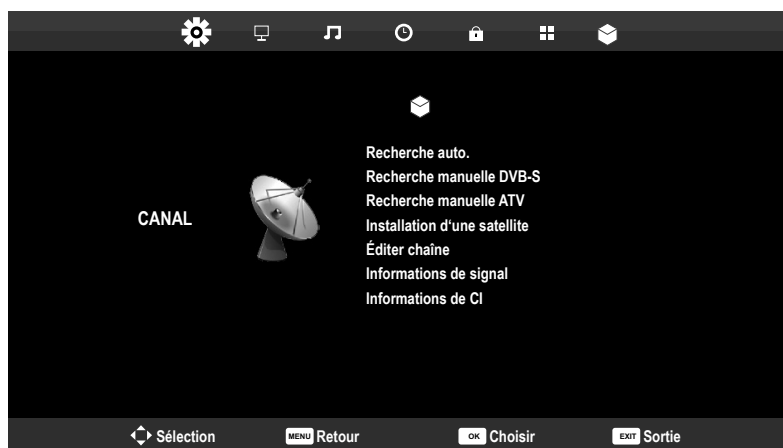 CANAL
Recherche auto.
Recherche manuelle DVB-S
Recherche manuelle ATV
Installation d‘une satellite
Éditer chaîne
Informations de signal
Informations de CI
Sélection MENU Retour OK Choisir EXIT Sortie